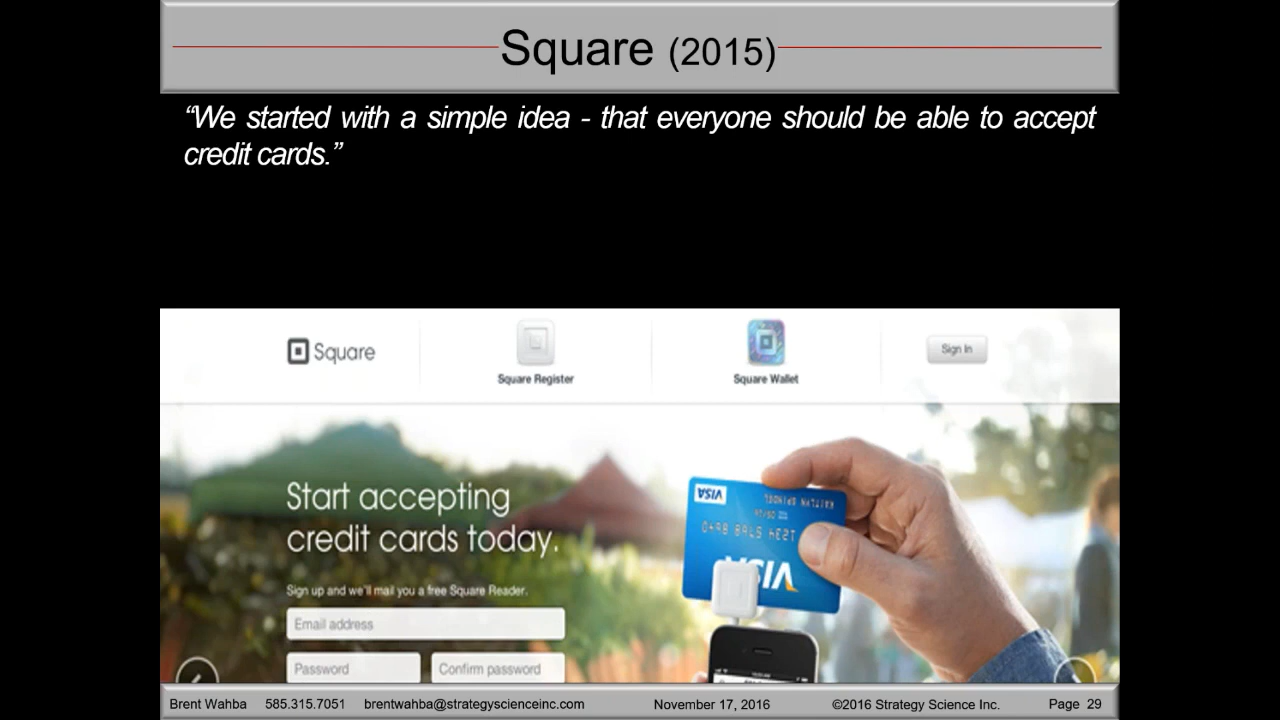 Square (2015)
“We started with a simple idea - that everyone should be able to accept
credit cards.”
Square
Square Register
Square Wallet
Sign In
Start accepting
credit cards today.
Sign up and we'll mail you a free Square Reader.
Email address
Password
Confirm password
VISA
VISA
Brent Wahba 585.315.7051 brentwahba@strategyscienceinc.com November 17, 2016 ©2016 Strategy Science Inc. Page 29